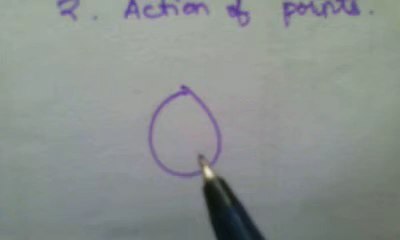 2. Action of points.